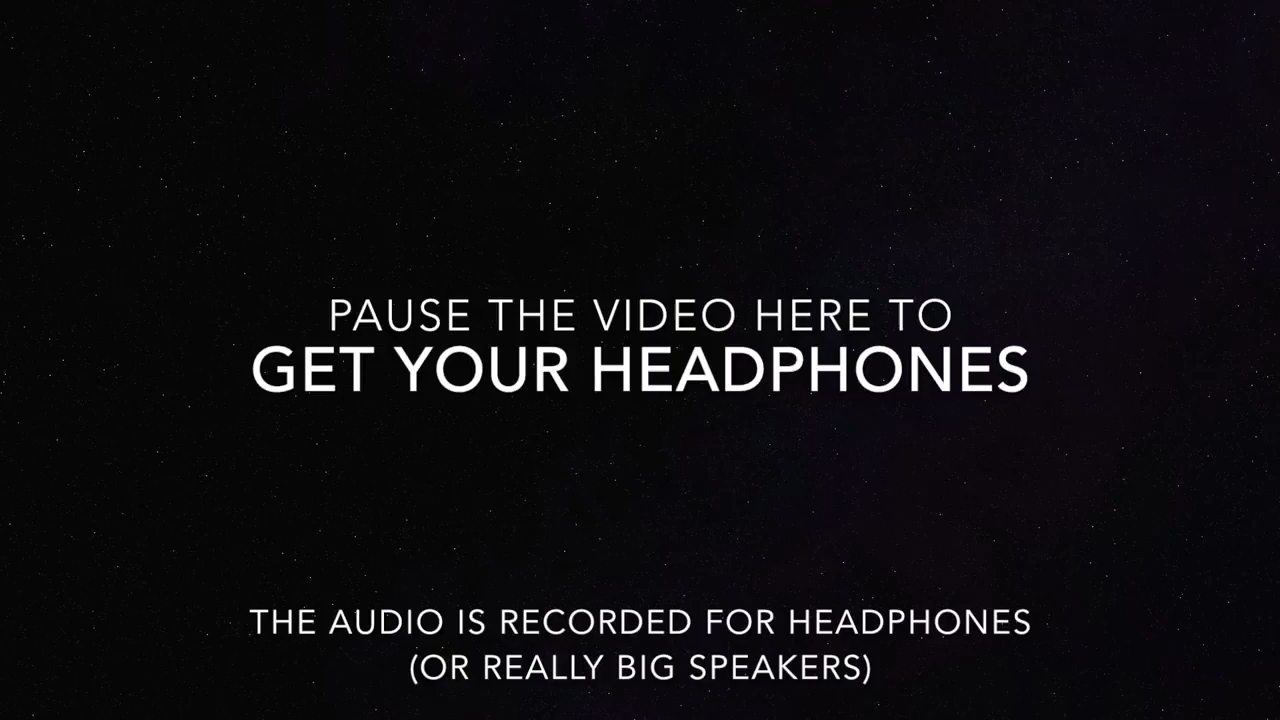 PAUSE THE VIDEO HERE TO
GET YOUR HEADPHONES
THE AUDIO IS RECORDED FOR HEADPHONES
(OR REALLY BIG SPEAKERS)